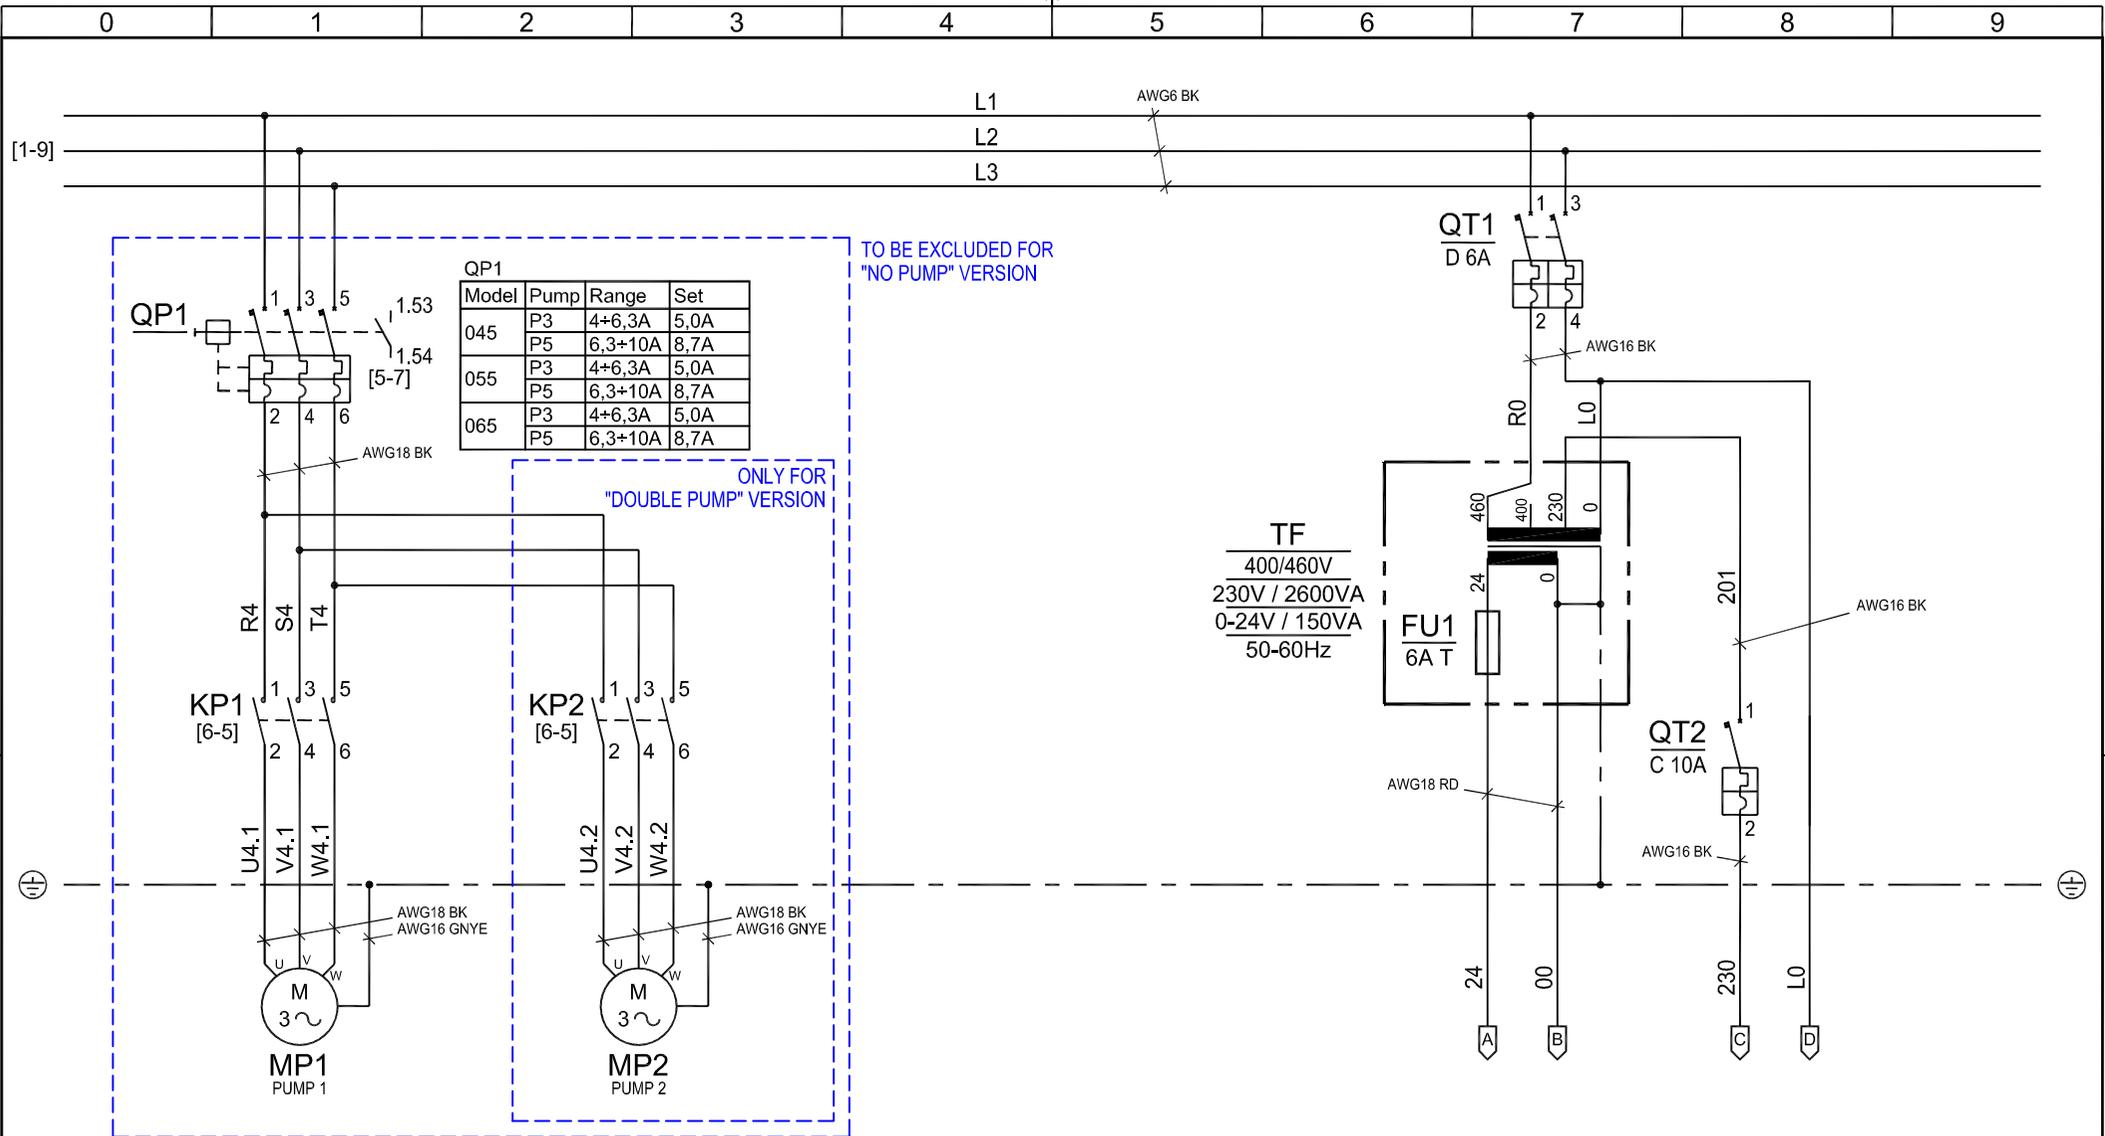 0 1 2 3 4 5 6 7 8 9
AWG6 BK
L1
[1-9] L2
L3
TO BE EXCLUDED FOR
"NO PUMP" VERSION
QP1
1 3 5
1.53
1.54
[5-7]
2 4 6
QP1
Model Pump Range Set
045 P3 4÷6,3A 5,0A
P5 6,3÷10A 8,7A
055 P3 4÷6,3A 5,0A
P5 6,3÷10A 8,7A
065 P3 4÷6,3A 5,0A
P5 6,3÷10A 8,7A
AWG18 BK
ONLY FOR
"DOUBLE PUMP" VERSION
R4 S4 T4
KP1
[6-5]
1 3 5
2 4 6
KP2
[6-5]
1 3 5
2 4 6
U4.1 V4.1 W4.1
U4.2 V4.2 W4.2
AWG18 BK
AWG16 GNYE
AWG18 BK
AWG16 GNYE
U V W
M
3
MP1
PUMP 1
U V W
M
3
MP2
PUMP 2
QT1
D 6A
1 3
2 4
AWG16 BK
R0 L0
460 400 230 0
TF
400/460V
230V / 2600VA
0-24V / 150VA
50-60Hz
24 0
FU1
6A T
201
AWG16 BK
QT2
C 10A
1
2
AWG18 RD
AWG16 BK
24 00 230 L0
A B C D